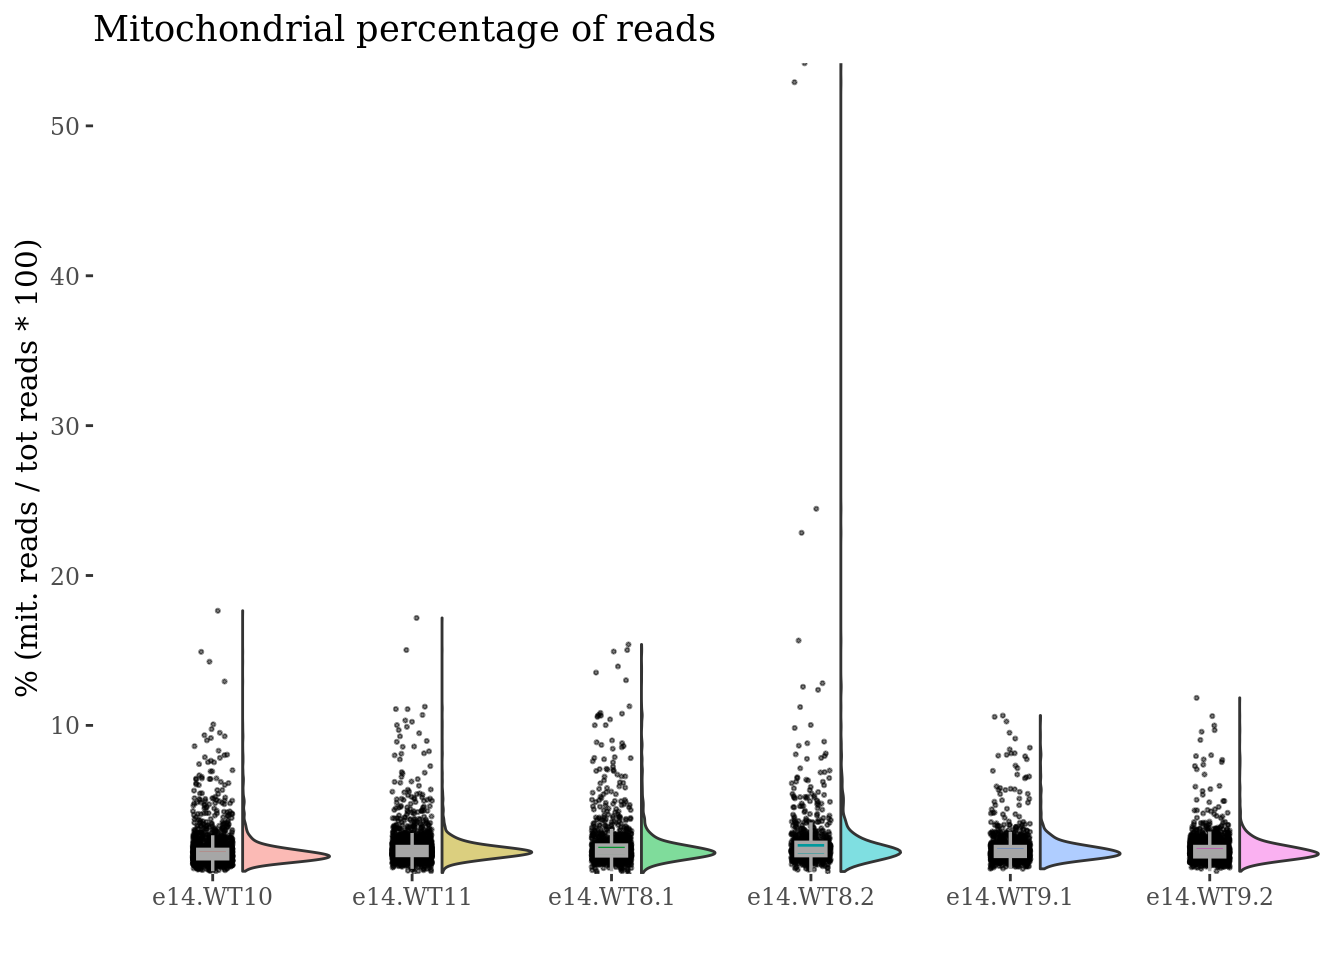 Mitochondrial percentage of reads
% (mit. reads / tot reads * 100)
50
40
30
20
10
e14.WT10 e14.WT11 e14.WT8.1 e14.WT8.2 e14.WT9.1 e14.WT9.2